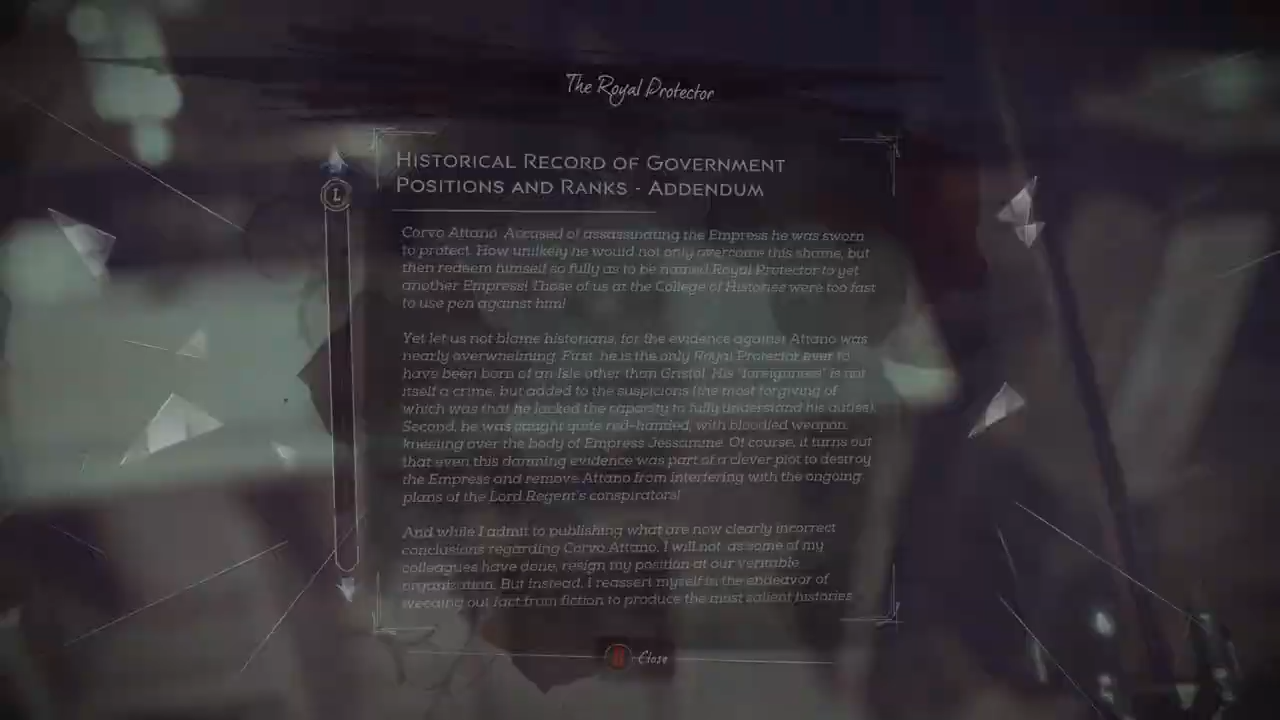 The Royal Protector
HISTORICAL RECORD OF GOVERNMENT
POSITIONS AND RANKS - ADDENDUM
L
Corvo Attano. Accused of assassinating the Empress he was sworn
to protect. How unlikely he would not only overcome this shame, but
then redeem himself so fully as to be named Royal Protector to yet
another Empress! Those of us at the College of Histories were too fast
to use pen against him!
Yet let us not blame historians, for the evidence against Attano was
nearly overwhelming. First, he is the only Royal Protector ever to
have been born of an Isle other than Gristol. His "foreignness" is not
itself a crime, but added to the suspicions (the most forgiving of
which was that he lacked the capacity to fully understand his duties).
Second, he was caught quite red-handed, with bloodied weapon,
kneeling over the body of Empress Jessamine. Of course, it turns out
that even this damning evidence was part of a clever plot to destroy
the Empress and remove Attano from interfering with the ongoing
plans of the Lord Regent's conspirators!
And while I admit to publishing what are now clearly incorrect
conclusions regarding Corvo Attano, I will not, as some of my
colleagues have done, resign my position at our veritable
organization. But instead, I reassert myself in the endeavor of
weeding out fact from fiction to produce the most salient histories
B Close